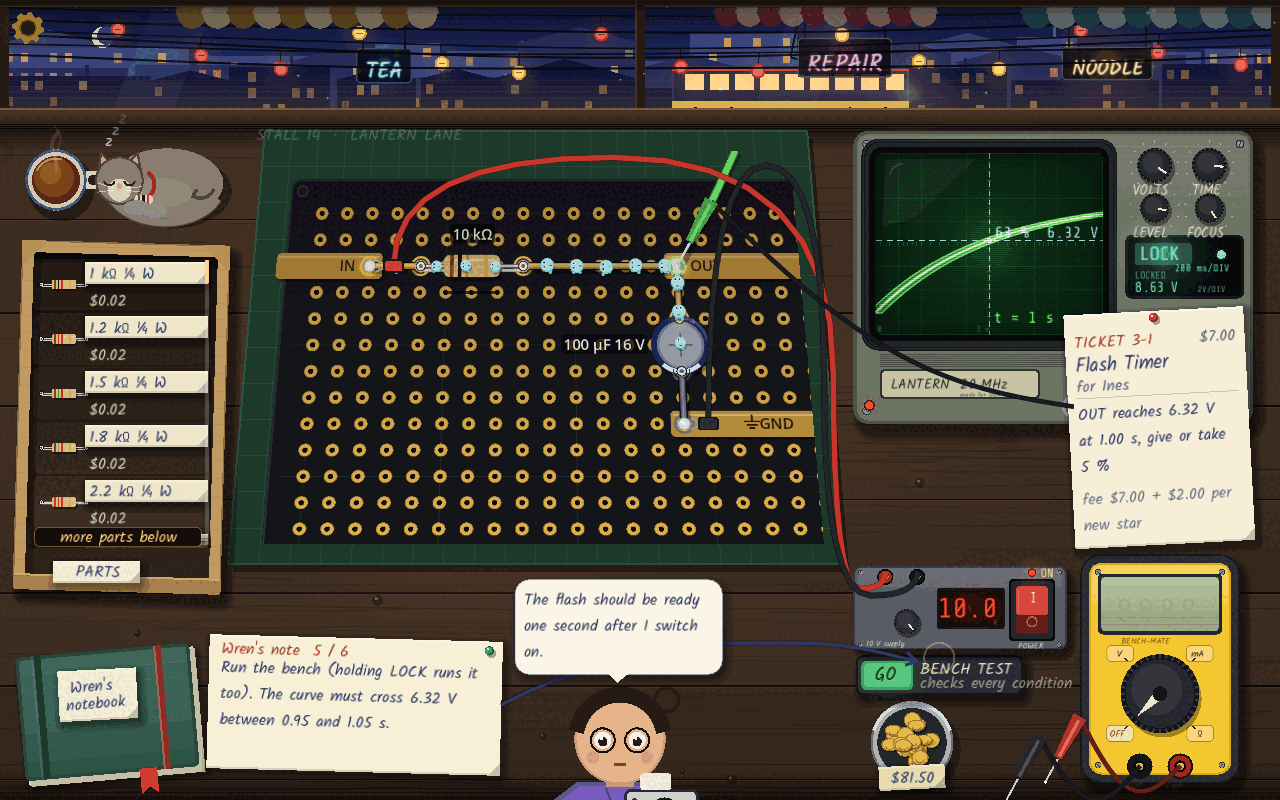 TEA
REPAIR
NOODLE
STALL 14 · LANTERN LANE
1 kΩ ¼ W
$0.02
1.2 kΩ ¼ W
$0.02
1.5 kΩ ¼ W
$0.02
1.8 kΩ ¼ W
$0.02
2.2 kΩ ¼ W
$0.02
more parts below
PARTS
10 kΩ
IN
OUT
100 µF 16 V
GND
63 % 6.32 V
t = 1 s
VOLTS
TIME
LEVEL
FOCUS
LOCK
200 ms/DIV
LOCKED
8.63 V
2V/DIV
LANTERN 20 MHz
TICKET 3-1
$7.00
Flash Timer
for Ines
OUT reaches 6.32 V
at 1.00 s, give or take
5 %
fee $7.00 + $2.00 per
new star
Wren's
notebook
Wren's note 5 / 6
Run the bench (holding LOCK runs it
too). The curve must cross 6.32 V
between 0.95 and 1.05 s.
The flash should be ready
one second after I switch
on.
ON
10.0
V
I
10 V supply
POWER
GO
BENCH TEST
checks every condition
$81.50
BENCH-MATE
V
mA
OFF
Ω